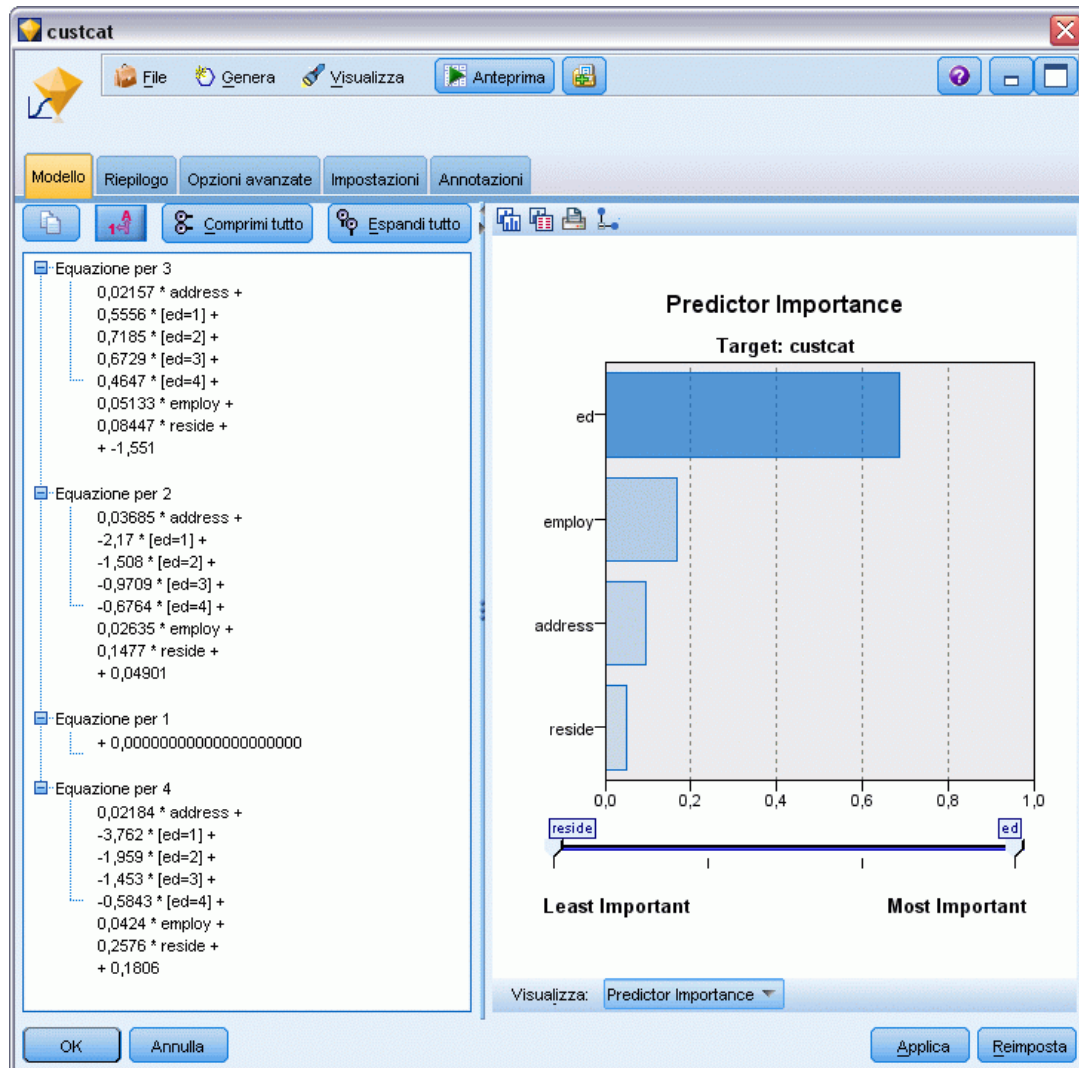 custcat
File Genera Visualizza Anteprima
Modello Riepilogo Opzioni avanzate Impostazioni Annotazioni
Comprimi tutto Espandi tutto
Equazione per 3
0,02157 * address +
0,5556 * [ed=1] +
0,7185 * [ed=2] +
0,6729 * [ed=3] +
0,4647 * [ed=4] +
0,05133 * employ +
0,08447 * reside +
+ -1,551
Equazione per 2
0,03685 * address +
-2,17 * [ed=1] +
-1,508 * [ed=2] +
-0,9709 * [ed=3] +
-0,6764 * [ed=4] +
0,02635 * employ +
0,1477 * reside +
+ 0,04901
Equazione per 1
+ 0,00000000000000000000
Equazione per 4
0,02184 * address +
-3,762 * [ed=1] +
-1,959 * [ed=2] +
-1,453 * [ed=3] +
-0,5843 * [ed=4] +
0,0424 * employ +
0,2576 * reside +
+ 0,1806
Predictor Importance
Target: custcat
ed
employ
address
reside
0,0 0,2 0,4 0,6 0,8 1,0
reside ed
Least Important Most Important
Visualizza: Predictor Importance
OK Annulla Applica Reimposta